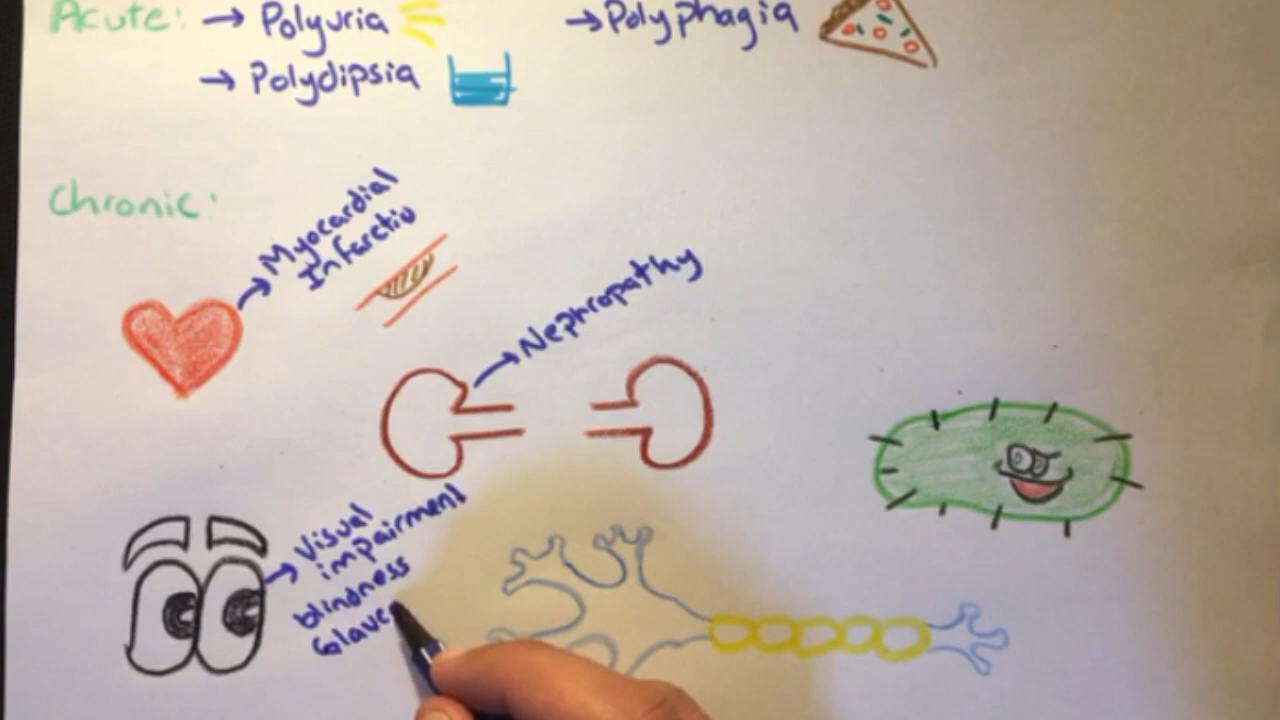 Acute: → Polyuria
→ Polyphagia
→ Polydipsia
Chronic:
→ Myocardial
Infarctio
→ Nephropathy
→ Visual
impairment
blindness
Glauc